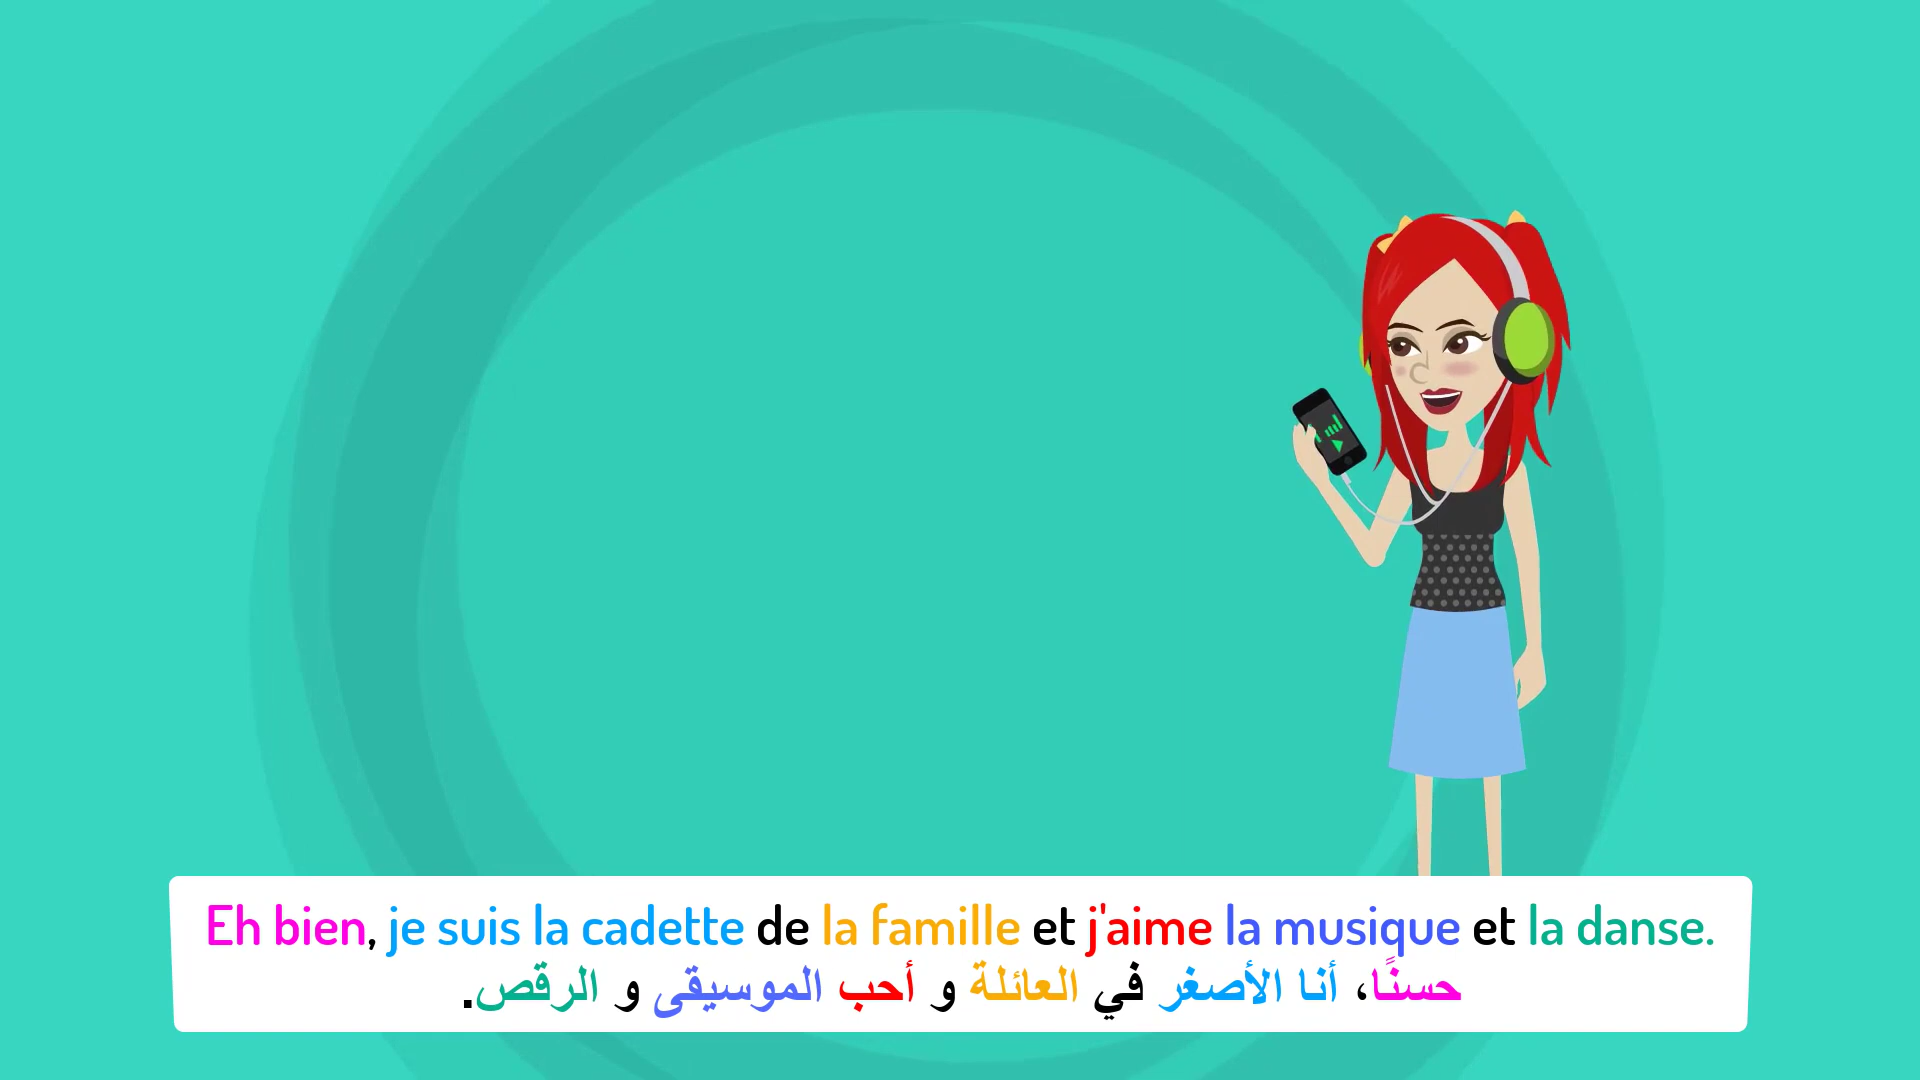 Eh bien, je suis la cadette de la famille et j'aime la musique et la danse.
حسنًا، أنا الأصغر في العائلة و أحب الموسيقى و الرقص.